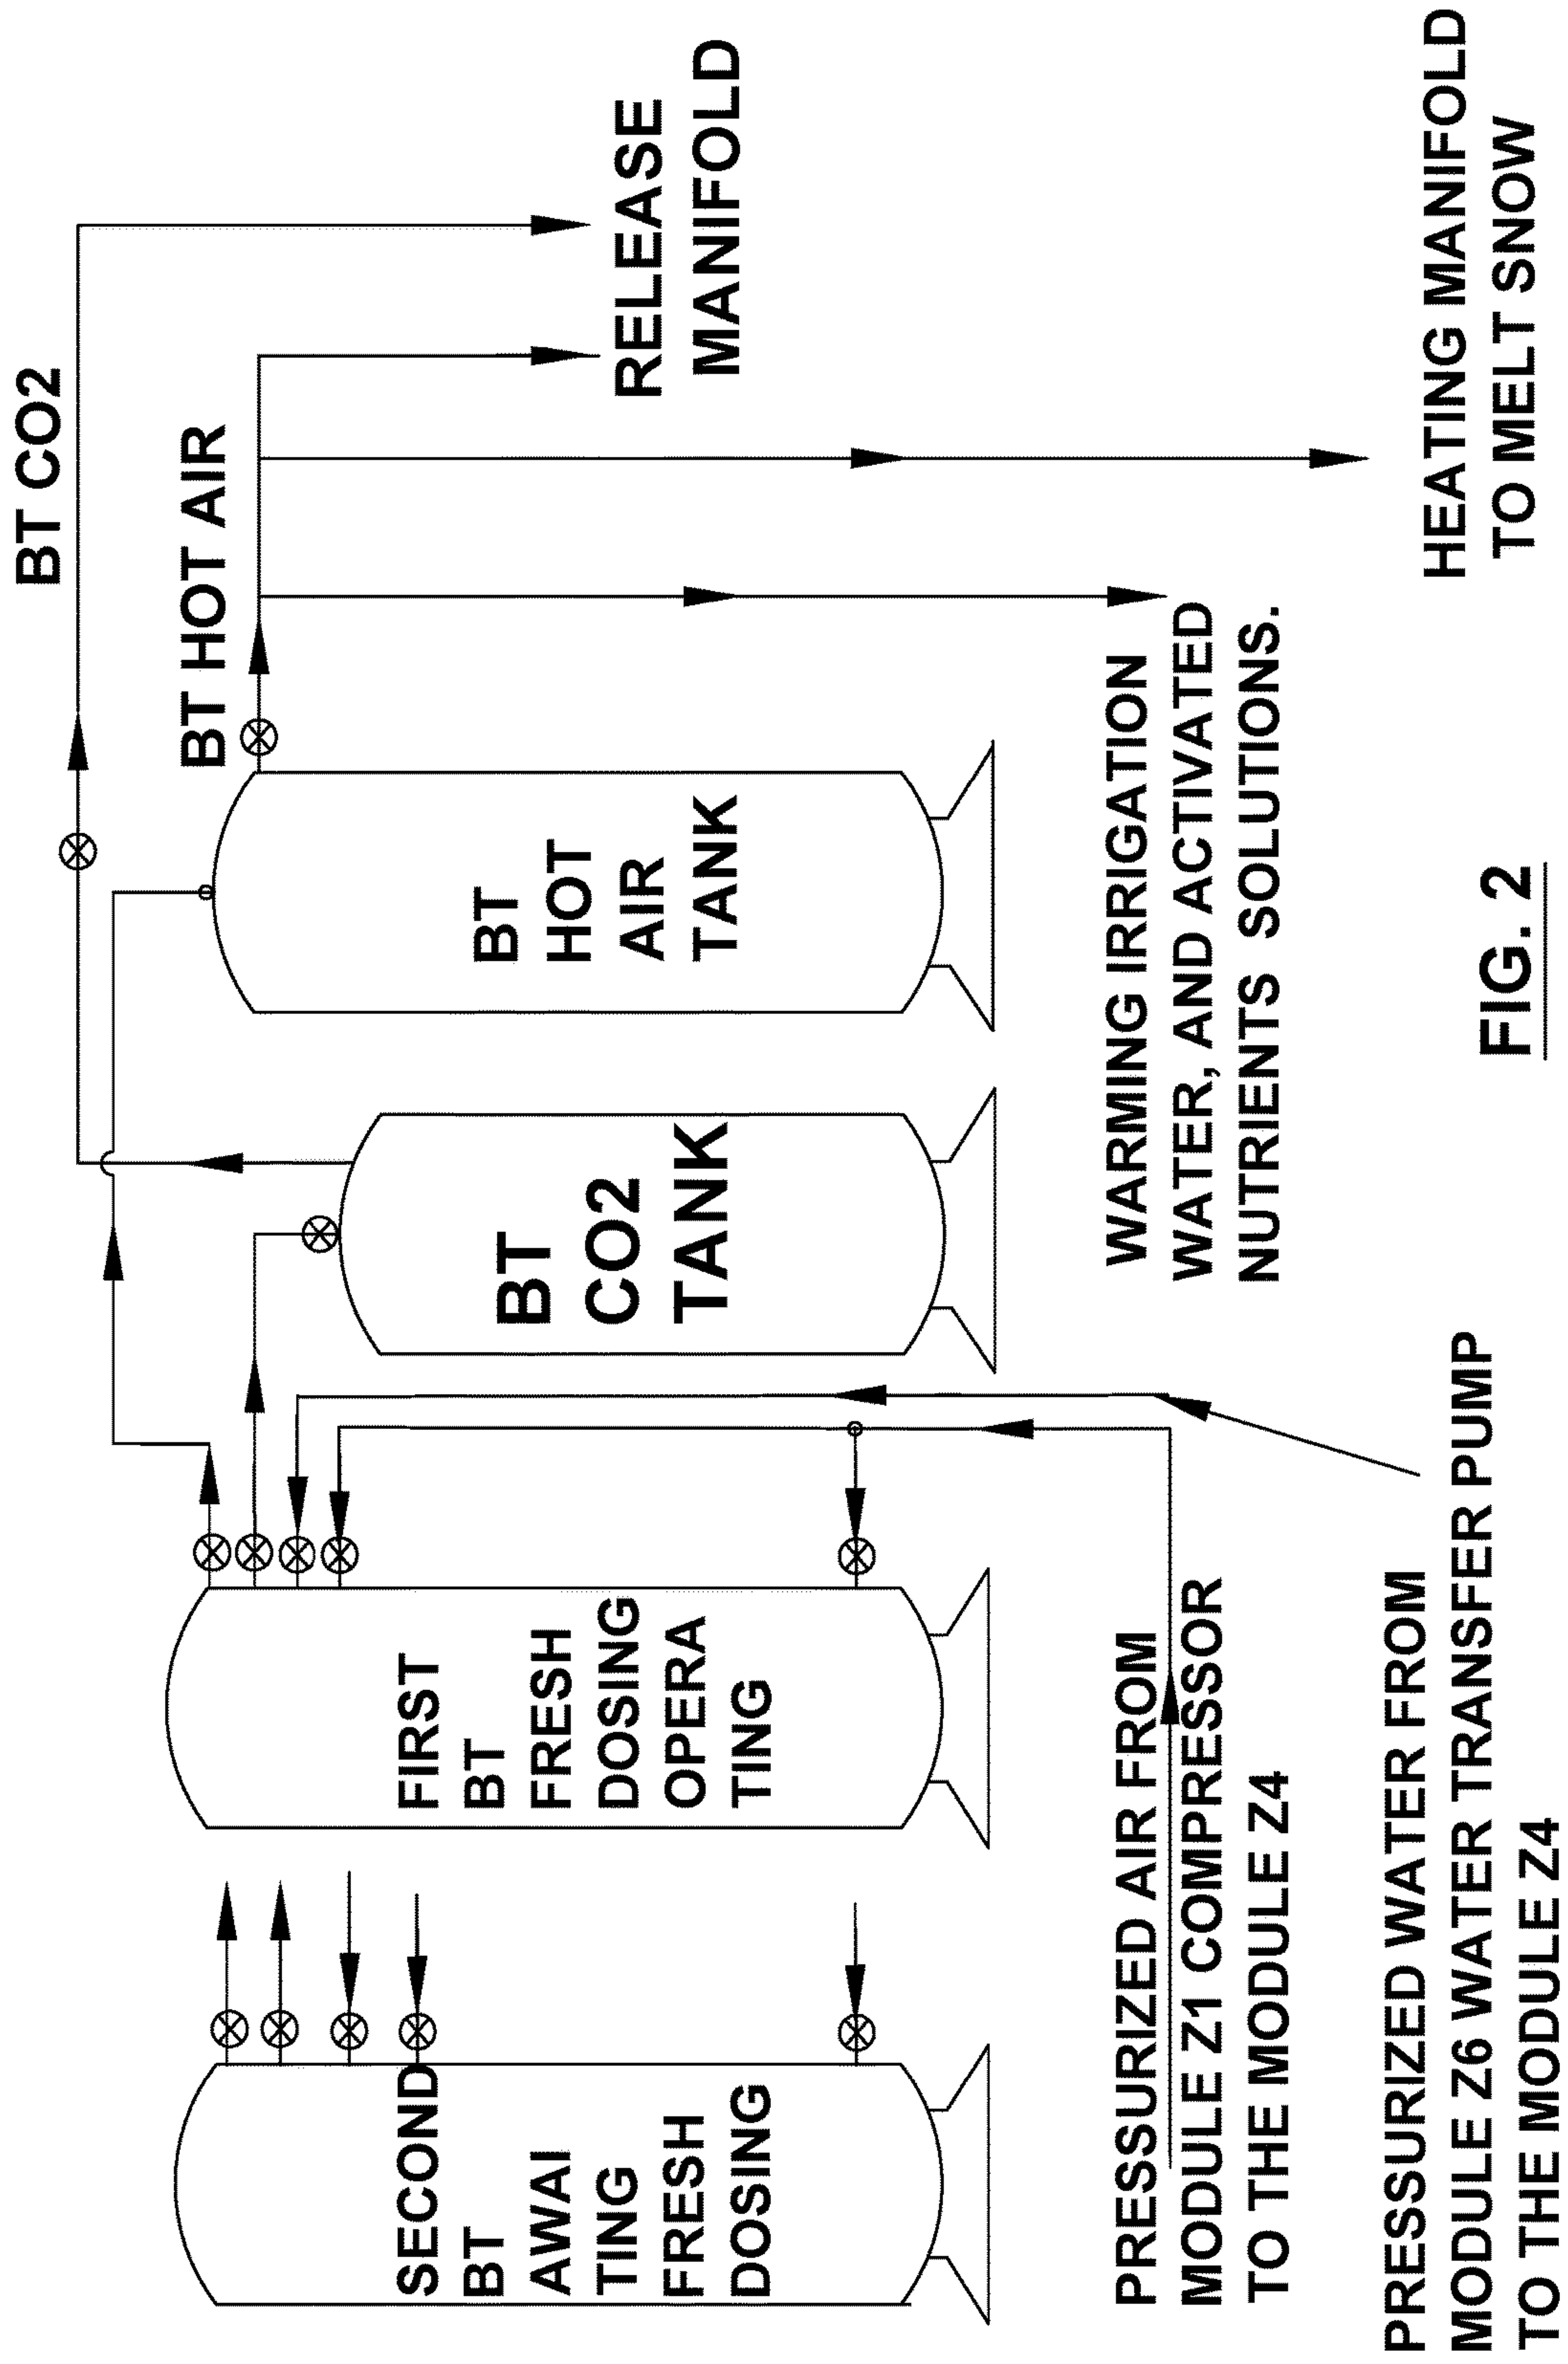 BT CO2
BT HOT AIR
RELEASE
MANIFOLD
SECOND
BT
AWAI
TING
FRESH
DOSING
FIRST
BT
FRESH
DOSING
OPERA
TING
BT
CO2
TANK
BT
HOT
AIR
TANK
PRESSURIZED AIR FROM
MODULE Z1 COMPRESSOR
TO THE MODULE Z4
WARMING IRRIGATION
WATER, AND ACTIVATED
NUTRIENTS SOLUTIONS.
HEATING MANIFOLD
TO MELT SNOW
PRESSURIZED WATER FROM
MODULE Z6 WATER TRANSFER PUMP
TO THE MODULE Z4
FIG. 2